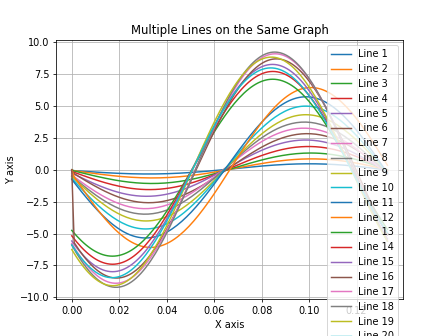 Multiple Lines on the Same Graph
10.0
7.5
5.0
2.5
0.0
−2.5
−5.0
−7.5
−10.0
Y axis
0.00
0.02
0.04
0.06
0.08
0.10
X axis
Line 1
Line 2
Line 3
Line 4
Line 5
Line 6
Line 7
Line 8
Line 9
Line 10
Line 11
Line 12
Line 13
Line 14
Line 15
Line 16
Line 17
Line 18
Line 19
Line 20